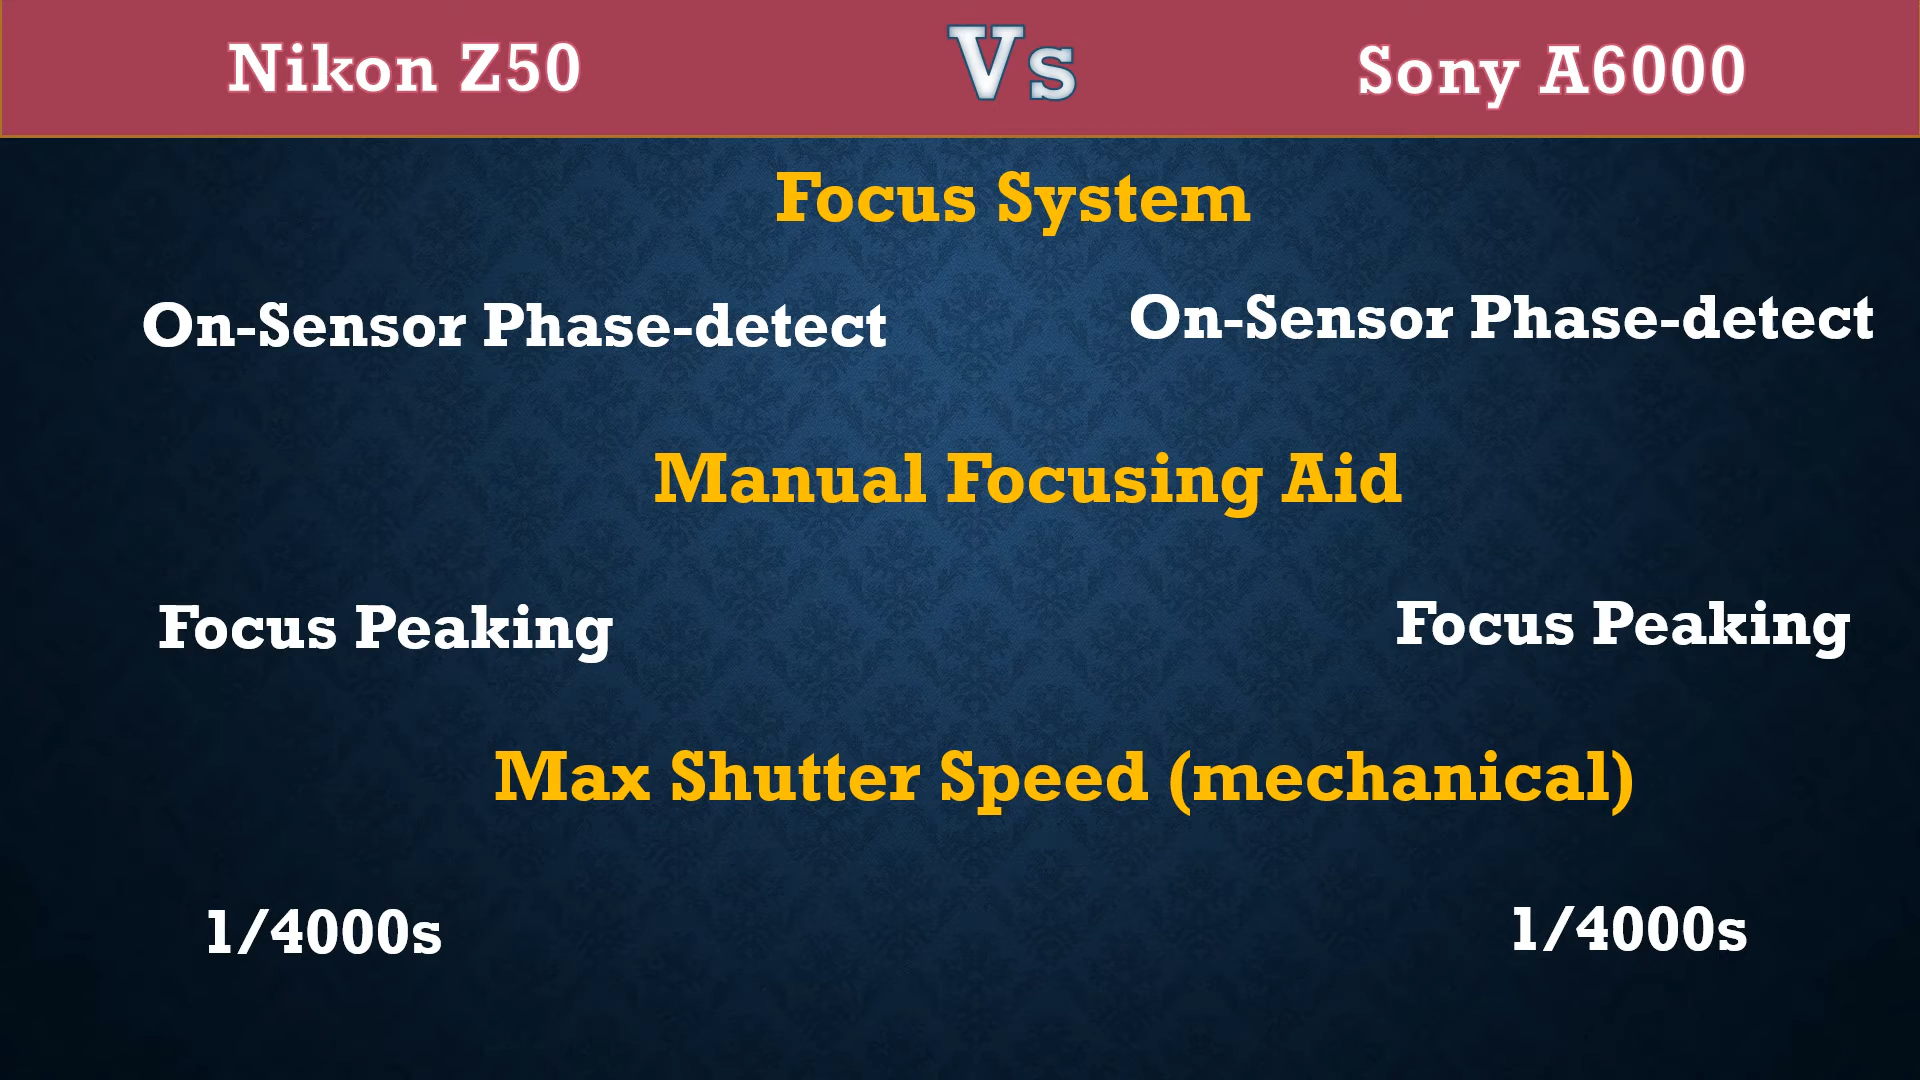 Nikon Z50 Vs Sony A6000
Focus System
On-Sensor Phase-detect On-Sensor Phase-detect
Manual Focusing Aid
Focus Peaking Focus Peaking
Max Shutter Speed (mechanical)
1/4000s 1/4000s